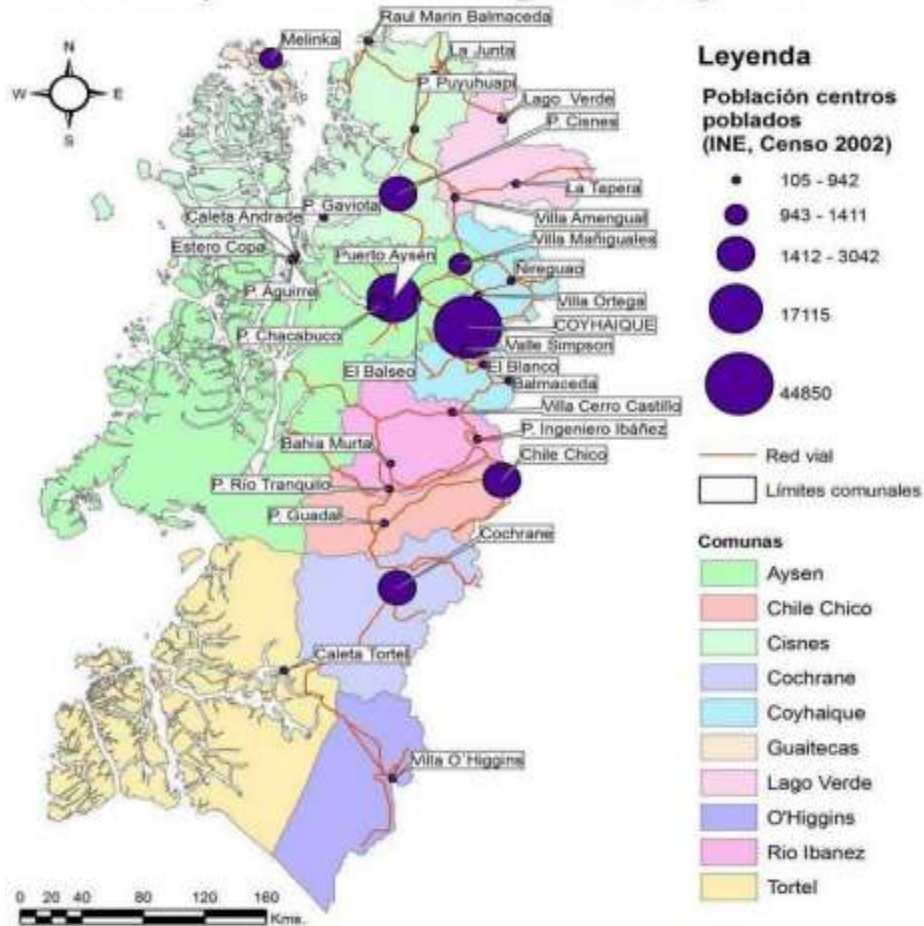 Melinka
Raul Marin Balmaceda
La Junta
P. Puyuhuapi
Lago Verde
P. Cisnes
La Tapera
P. Gaviota
Caleta Andrade
Villa Amengual
Estero Copa
Villa Mañiguales
Puerto Aysén
Ñireguao
P. Aguirre
Villa Ortega
P. Chacabuco
COYHAIQUE
Valle Simpson
El Balseo
El Blanco
Balmaceda
Villa Cerro Castillo
Bahia Murta
P. Ingeniero Ibáñez
Chile Chico
P. Río Tranquilo
P. Guadal
Cochrane
Caleta Tortel
Villa O'Higgins
N
W
E
S
0 20 40 80 120 160
Kms.
Leyenda
Población centros
poblados
(INE, Censo 2002)
105 - 942
943 - 1411
1412 - 3042
17115
44850
Red vial
Límites comunales
Comunas
Aysen
Chile Chico
Cisnes
Cochrane
Coyhaique
Guaitecas
Lago Verde
O'Higgins
Rio Ibanez
Tortel